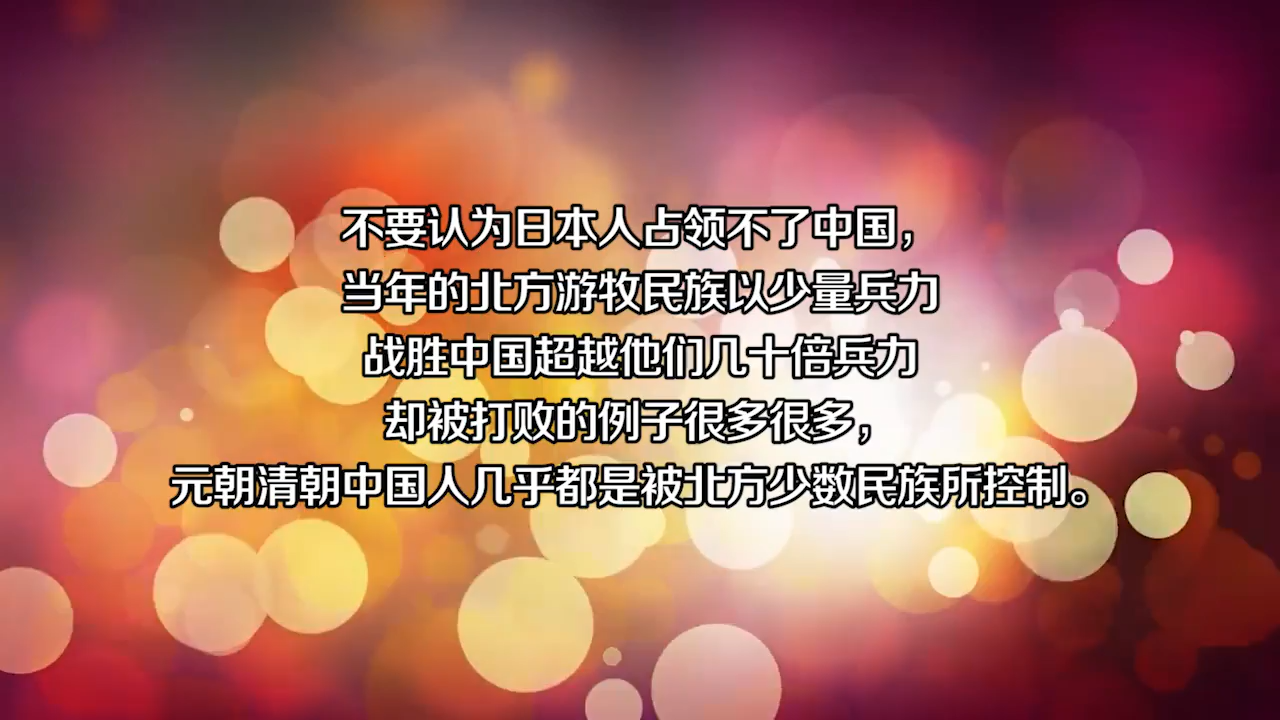 不要认为日本人占领不了中国，
当年的北方游牧民族以少量兵力
战胜中国超越他们几十倍兵力
却被打败的例子很多很多，
元朝清朝中国人几乎都是被北方少数民族所控制。